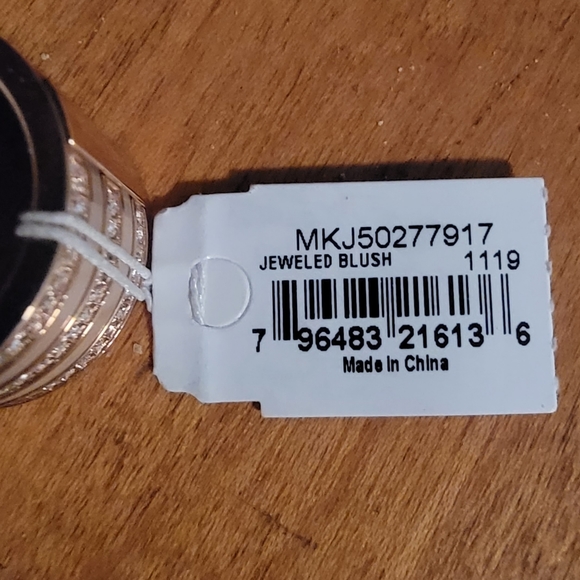 MKJ50277917
JEWELED BLUSH 1119
7 96483 21613 6
Made in China